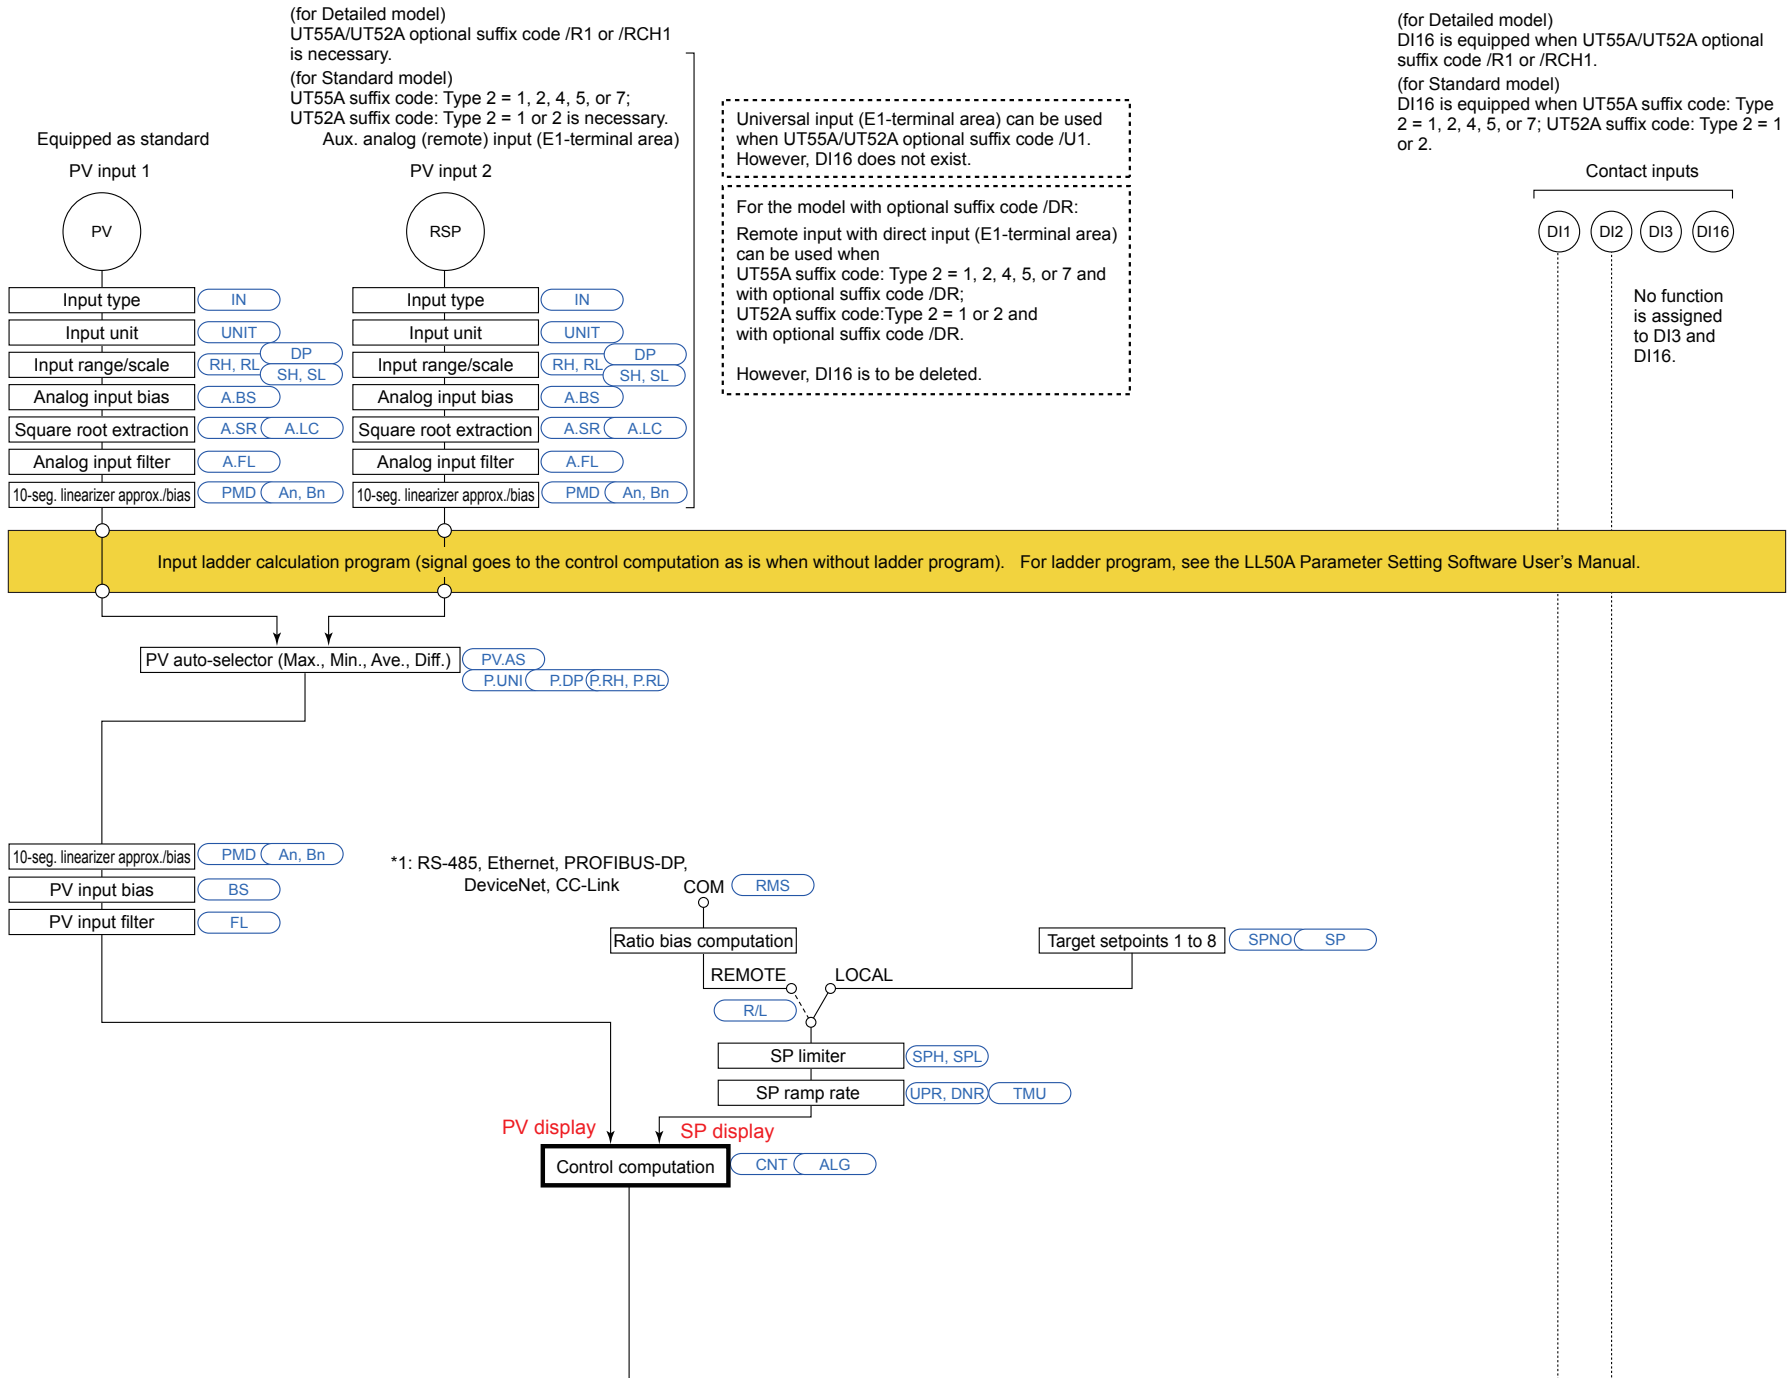 (for Detailed model)
UT55A/UT52A optional suffix code /R1 or /RCH1
is necessary.
(for Standard model)
UT55A suffix code: Type 2 = 1, 2, 4, 5, or 7;
UT52A suffix code: Type 2 = 1 or 2 is necessary.
Equipped as standard
Aux. analog (remote) input (E1-terminal area)
PV input 1
PV input 2
PV
RSP
Universal input (E1-terminal area) can be used
when UT55A/UT52A optional suffix code /U1.
However, DI16 does not exist.
For the model with optional suffix code /DR:
Remote input with direct input (E1-terminal area)
can be used when
UT55A suffix code: Type 2 = 1, 2, 4, 5, or 7 and
with optional suffix code /DR;
UT52A suffix code:Type 2 = 1 or 2 and
with optional suffix code /DR.
However, DI16 is to be deleted.
(for Detailed model)
DI16 is equipped when UT55A/UT52A optional
suffix code /R1 or /RCH1.
(for Standard model)
DI16 is equipped when UT55A suffix code: Type
2 = 1, 2, 4, 5, or 7; UT52A suffix code: Type 2 = 1
or 2.
Contact inputs
DI1 DI2 DI3 DI16
No function
is assigned
to DI3 and
DI16.
Input type IN
Input unit UNIT
Input range/scale RH, RL DP SH, SL
Analog input bias A.BS
Square root extraction A.SR A.LC
Analog input filter A.FL
10-seg. linearizer approx./bias PMD An, Bn
Input type IN
Input unit UNIT
Input range/scale RH, RL DP SH, SL
Analog input bias A.BS
Square root extraction A.SR A.LC
Analog input filter A.FL
10-seg. linearizer approx./bias PMD An, Bn
Input ladder calculation program (signal goes to the control computation as is when without ladder program). For ladder program, see the LL50A Parameter Setting Software User's Manual.
PV auto-selector (Max., Min., Ave., Diff.) PV.AS
P.UNI P.DP P.RH, P.RL
10-seg. linearizer approx./bias PMD An, Bn
PV input bias BS
PV input filter FL
*1: RS-485, Ethernet, PROFIBUS-DP,
DeviceNet, CC-Link
COM RMS
Ratio bias computation
Target setpoints 1 to 8 SPNO SP
REMOTE LOCAL
R/L
SP limiter SPH, SPL
SP ramp rate UPR, DNR TMU
PV display SP display
Control computation CNT ALG